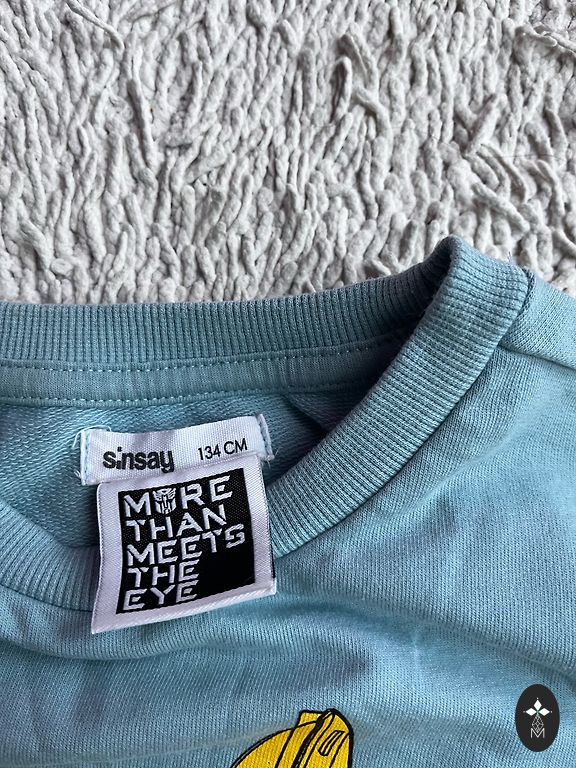 sinsay 134 CM
MORE
THAN
MEETS
THE
EYE
M